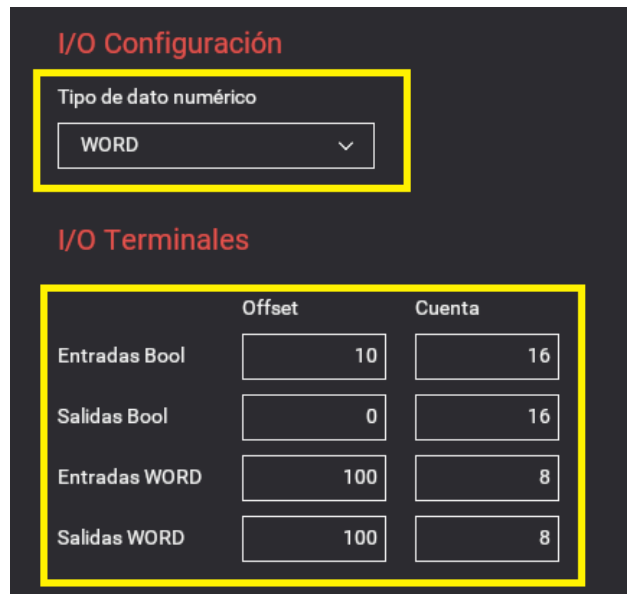 I/O Configuración
Tipo de dato numérico
WORD
I/O Terminales
Offset Cuenta
Entradas Bool 10 16
Salidas Bool 0 16
Entradas WORD 100 8
Salidas WORD 100 8